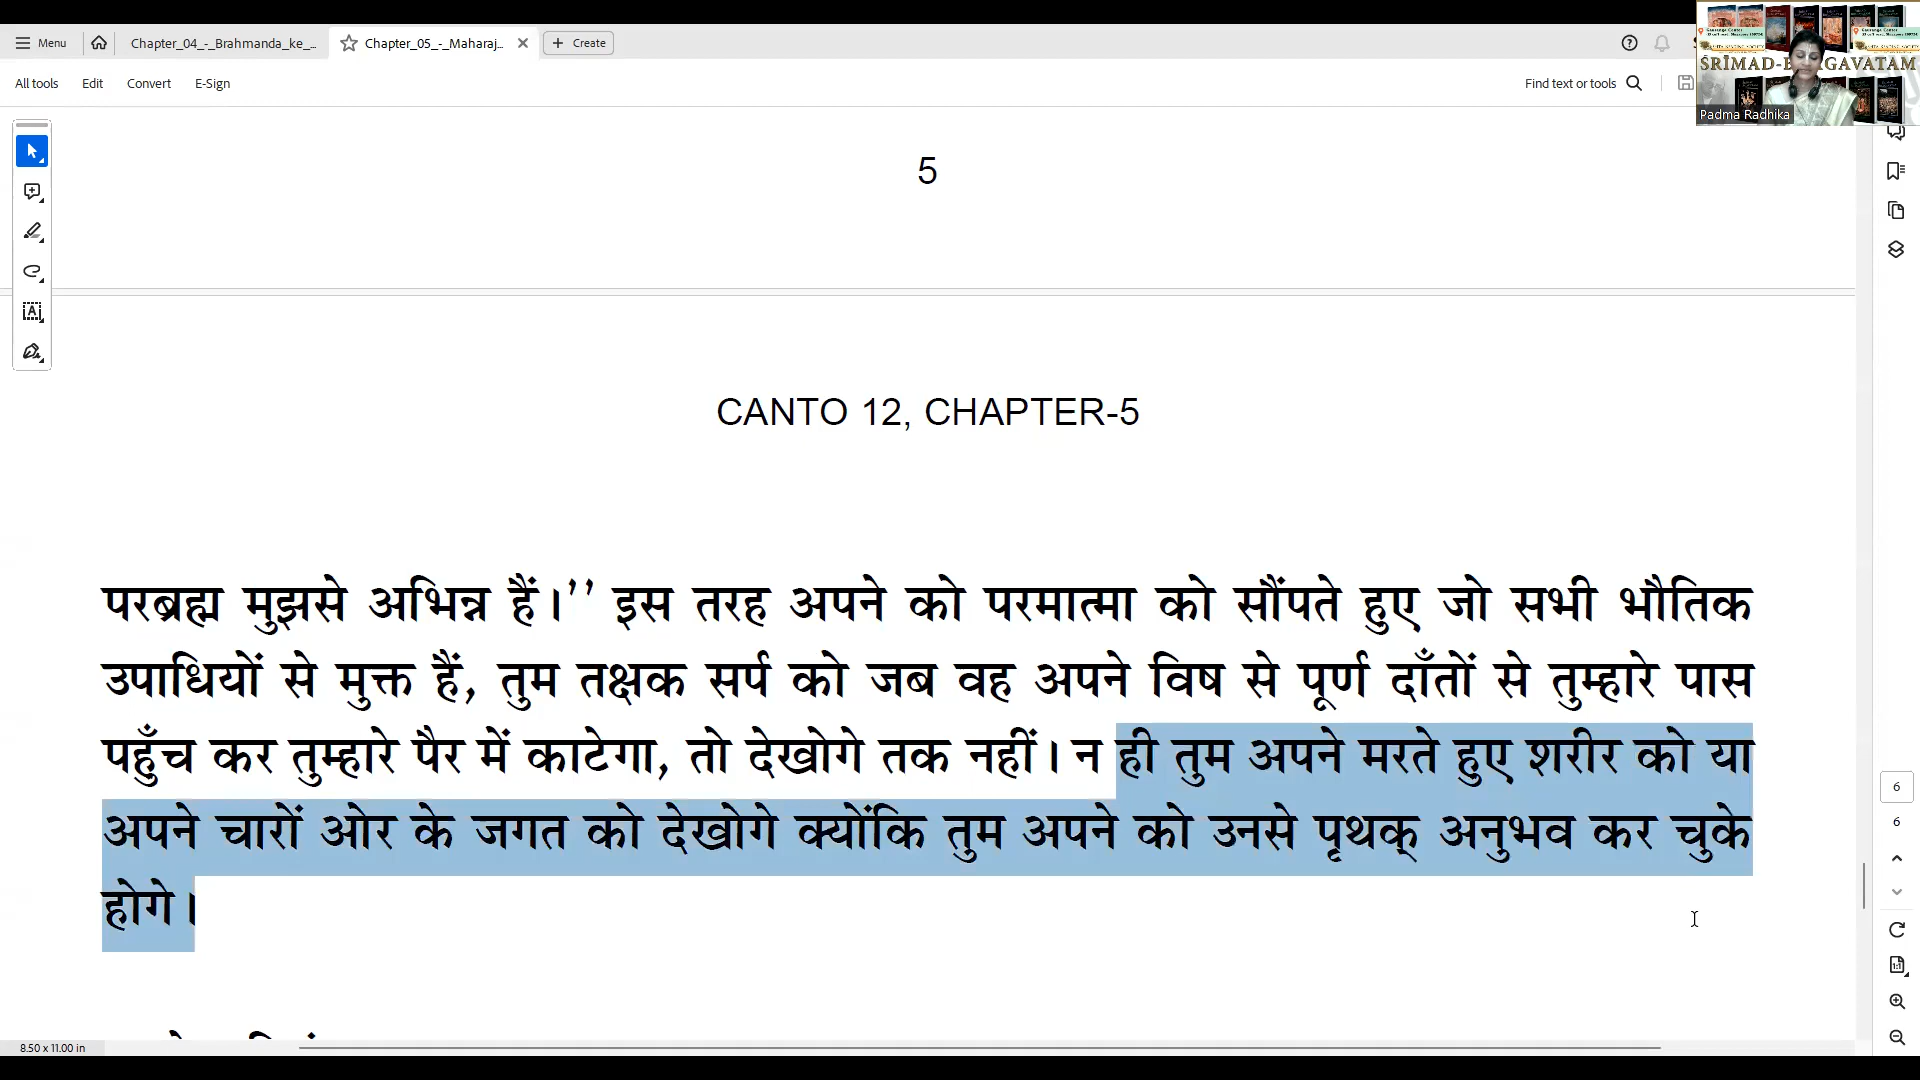 Menu
Chapter_04_-_Brahmanda_ke_...
Chapter_05_-_Maharaj...
Create
All tools
Edit
Convert
E-Sign
Find text or tools
ŚRĪMAD-BHĀGAVATAM
Padma Radhika
5
CANTO 12, CHAPTER-5
परब्रह्म मुझसे अभिन्न हैं।’’ इस तरह अपने को परमात्मा को सौंपते हुए जो सभी भौतिक
उपाधियों से मुक्त हैं, तुम तक्षक सर्प को जब वह अपने विष से पूर्ण दाँतों से तुम्हारे पास
पहुँच कर तुम्हारे पैर में काटेगा, तो देखोगे तक नहीं। न ही तुम अपने मरते हुए शरीर को या
अपने चारों ओर के जगत को देखोगे क्योंकि तुम अपने को उनसे पृथक् अनुभव कर चुके
होगे।
6
6
8.50 x 11.00 in